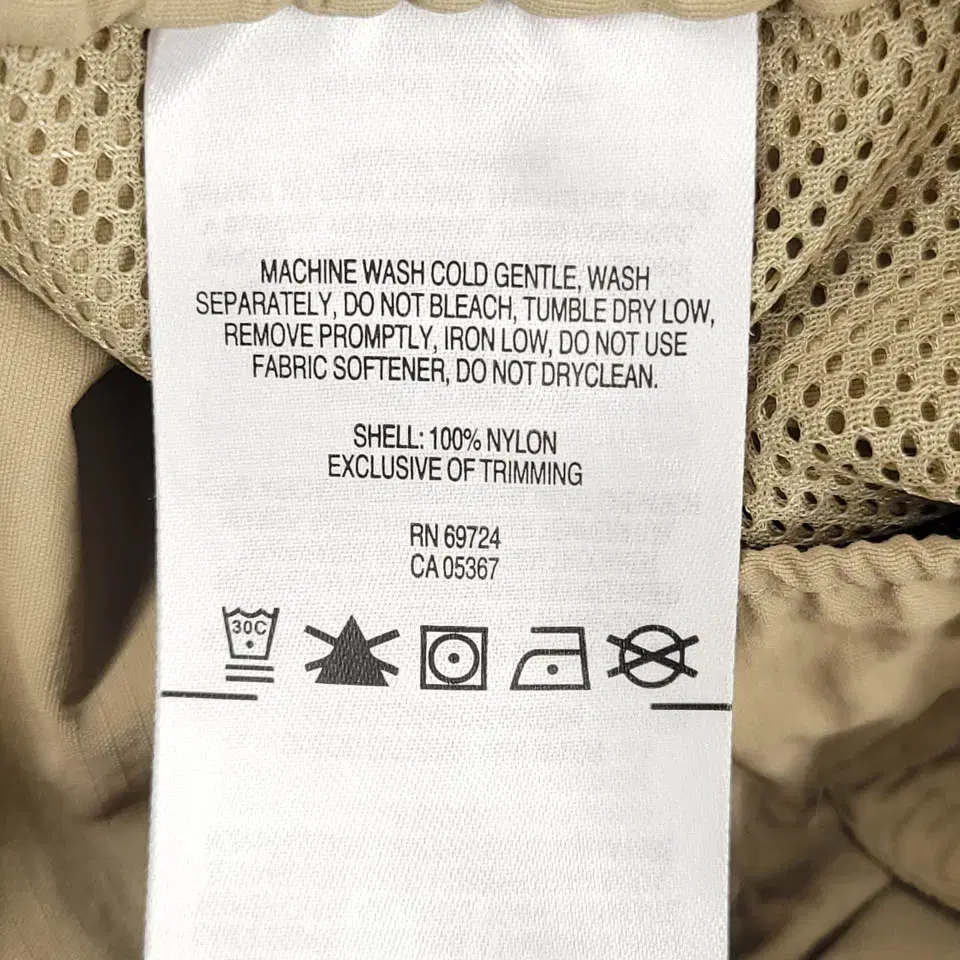 MACHINE WASH COLD GENTLE, WASH
SEPARATELY, DO NOT BLEACH, TUMBLE DRY LOW,
REMOVE PROMPTLY, IRON LOW, DO NOT USE
FABRIC SOFTENER, DO NOT DRYCLEAN.
SHELL: 100% NYLON
EXCLUSIVE OF TRIMMING
RN 69724
CA 05367
30C